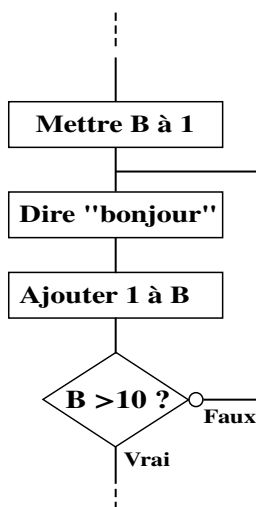 Mettre B à 1
Dire "bonjour"
Ajouter 1 à B
B >10 ?
Faux
Vrai